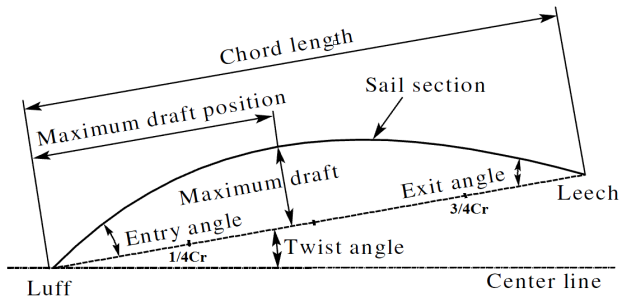 Chord length
Sail section
Maximum draft position
Maximum draft
Exit angle
Leech
Entry angle
3/4Cr
1/4Cr
Twist angle
Luff
Center line